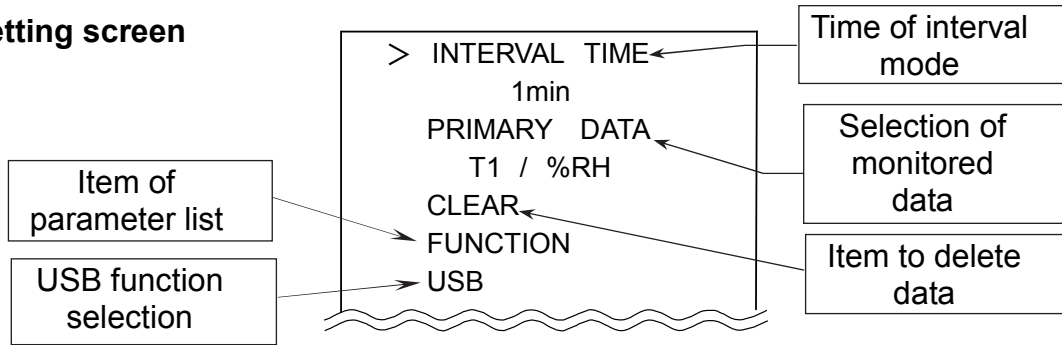 etting screen
> INTERVAL TIME
1min
PRIMARY DATA
T1 / %RH
CLEAR
FUNCTION
USB
Time of interval
mode
Selection of
monitored
data
Item to delete
data
Item of
parameter list
USB function
selection